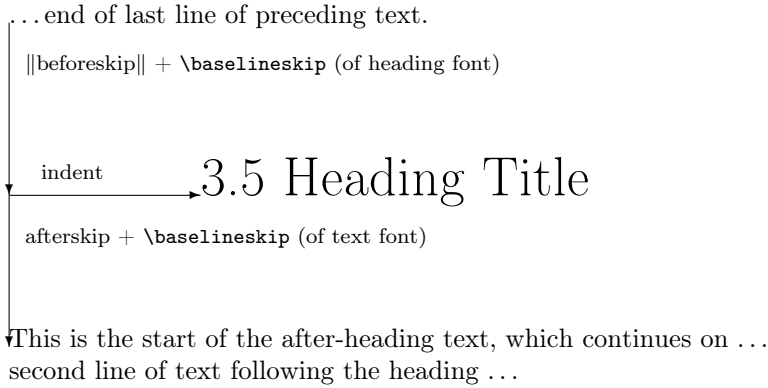 ...end of last line of preceding text.
‖beforeskip‖ + \baselineskip (of heading font)
indent
3.5 Heading Title
afterskip + \baselineskip (of text font)
This is the start of the after-heading text, which continues on ...
second line of text following the heading ...